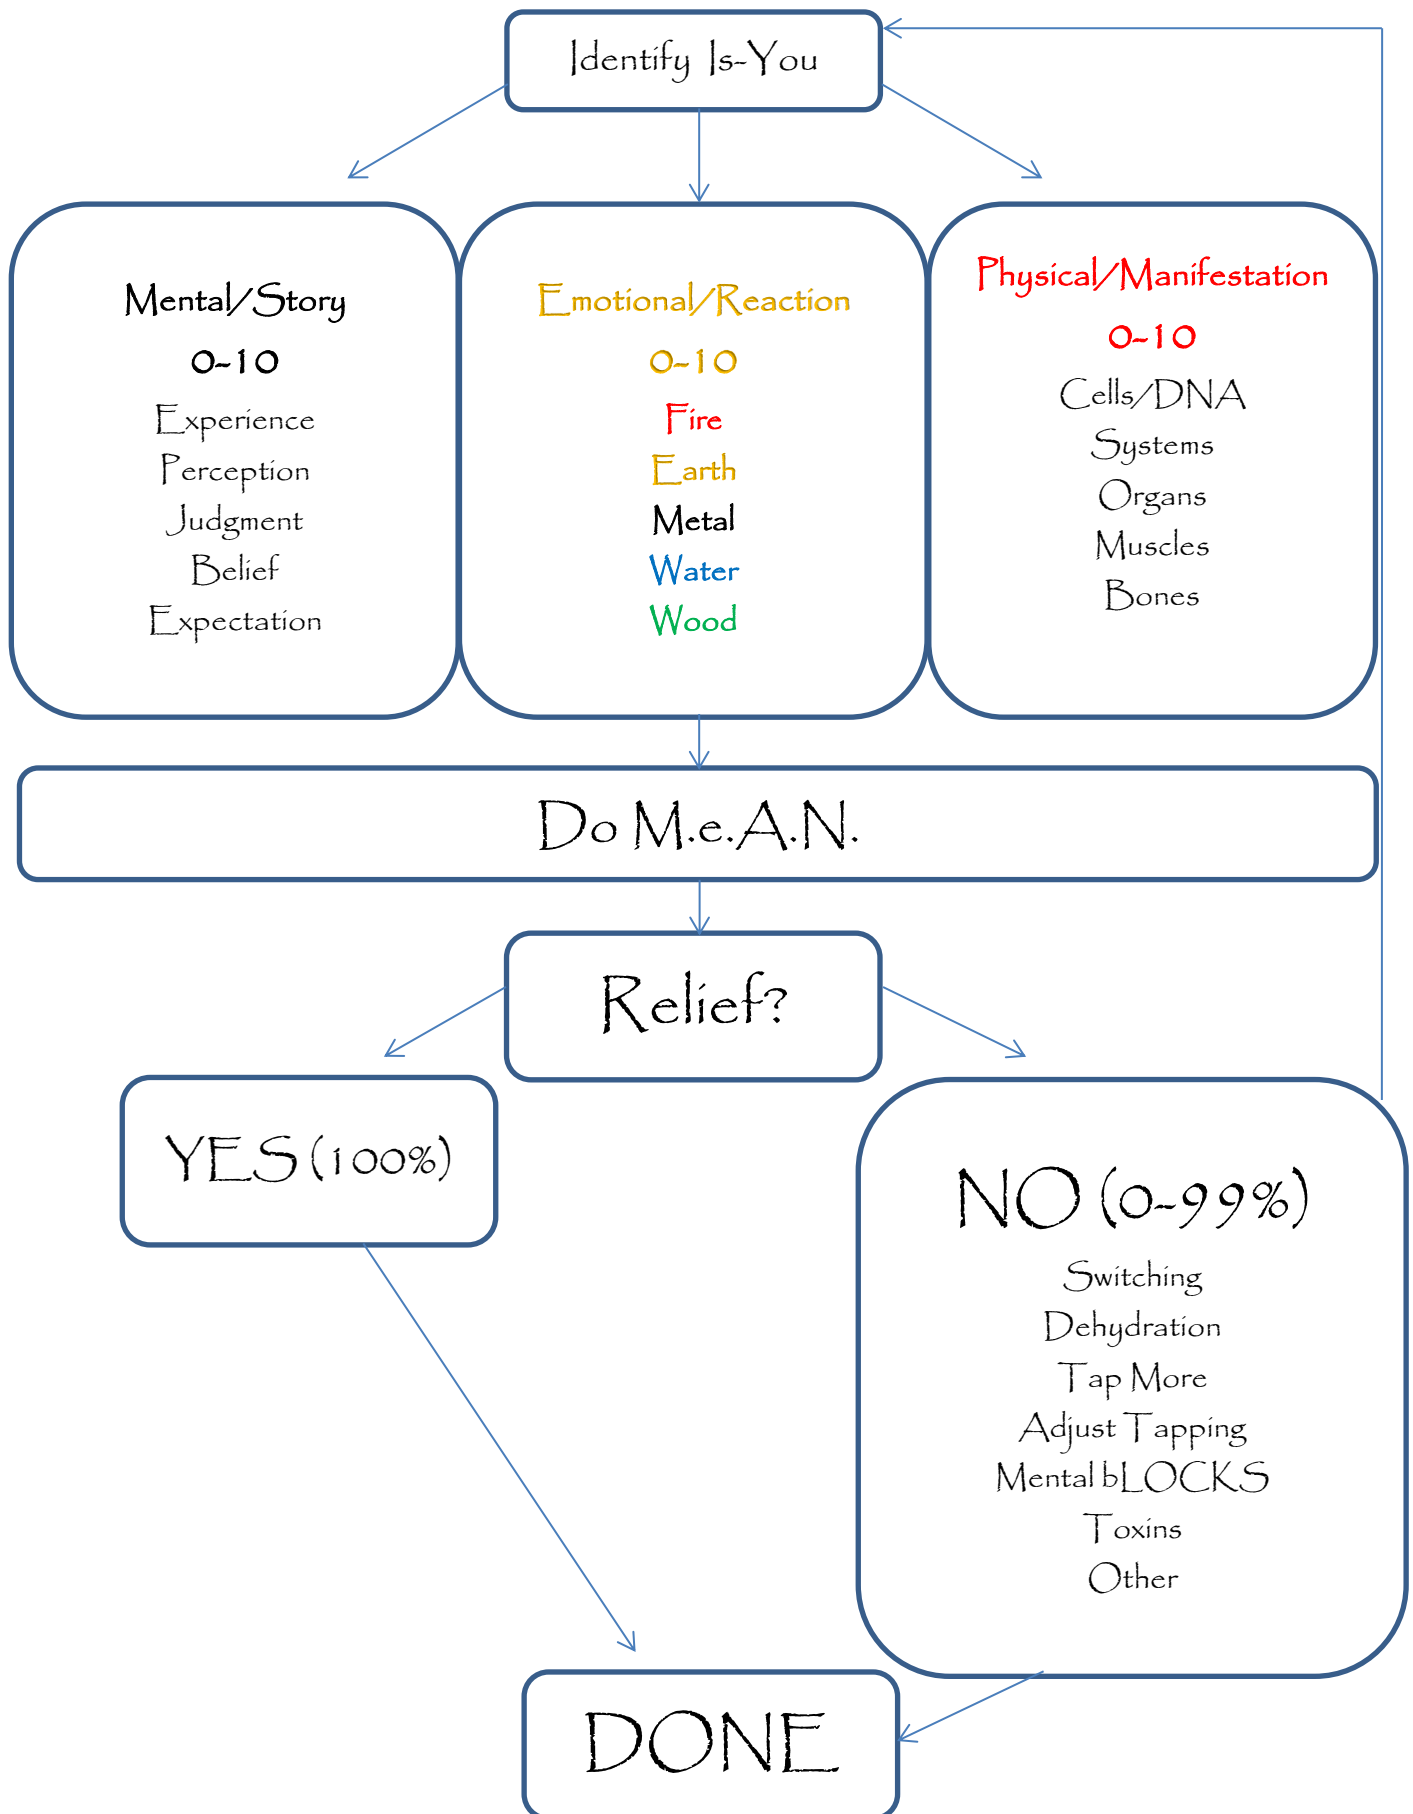 Identify Is-You
Mental/Story
0-10
Experience
Perception
Judgment
Belief
Expectation
Emotional/Reaction
0-10
Fire
Earth
Metal
Water
Wood
Physical/Manifestation
0-10
Cells/DNA
Systems
Organs
Muscles
Bones
Do M.e.A.N.
Relief?
YES (100%)
NO (0-99%)
Switching
Dehydration
Tap More
Adjust Tapping
Mental bLOCKS
Toxins
Other
DONE